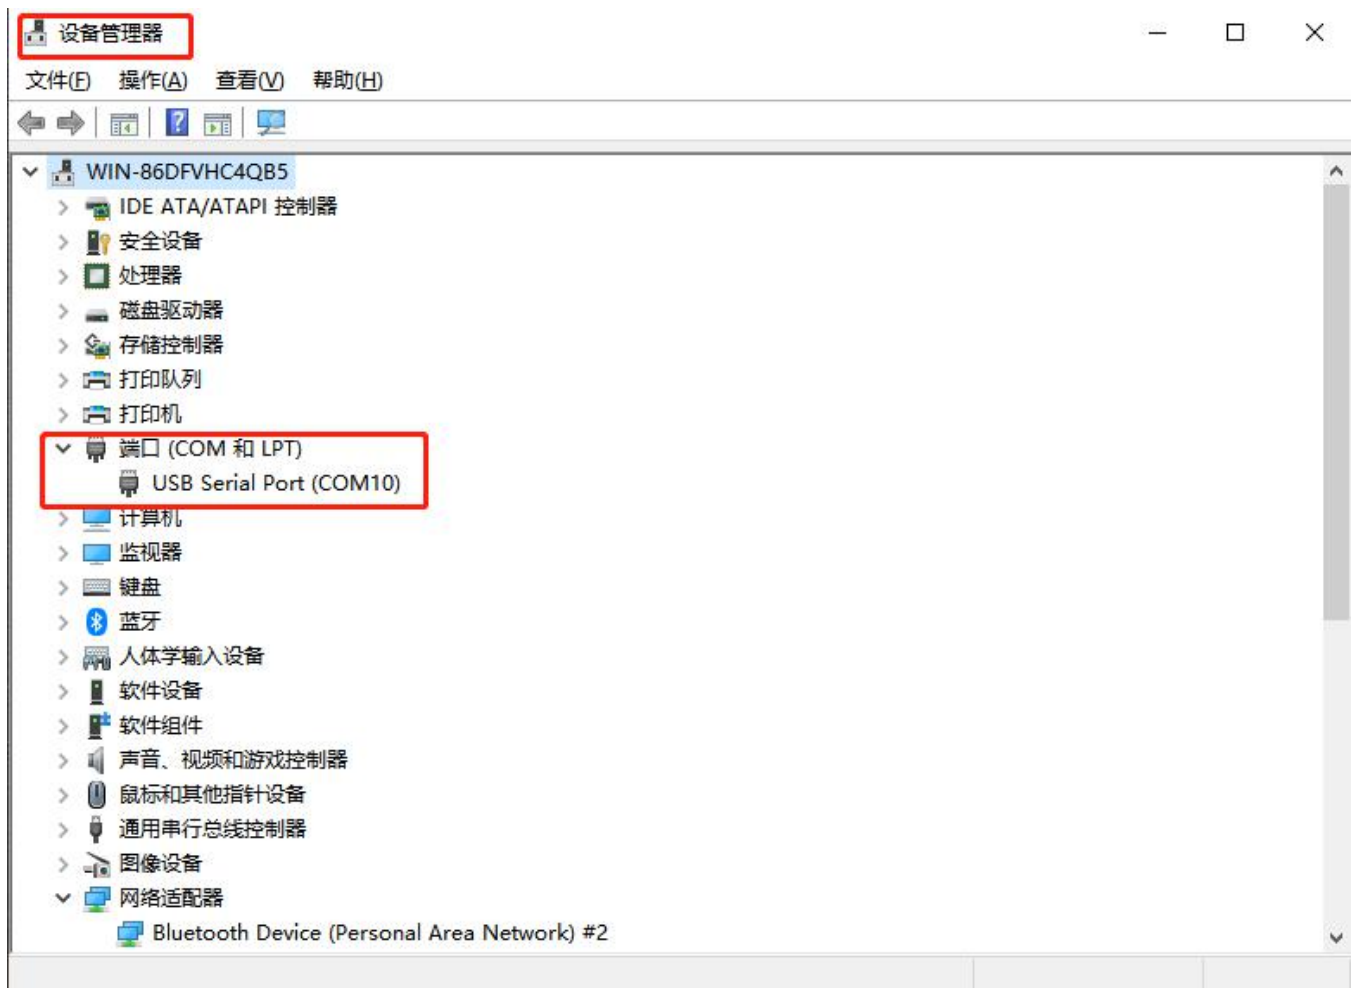 设备管理器
文件(F) 操作(A) 查看(V) 帮助(H)
WIN-86DFVHC4QB5
IDE ATA/ATAPI 控制器
安全设备
处理器
磁盘驱动器
存储控制器
打印队列
打印机
端口 (COM 和 LPT)
USB Serial Port (COM10)
计算机
监视器
键盘
蓝牙
人体学输入设备
软件设备
软件组件
声音、视频和游戏控制器
鼠标和其他指针设备
通用串行总线控制器
图像设备
网络适配器
Bluetooth Device (Personal Area Network) #2